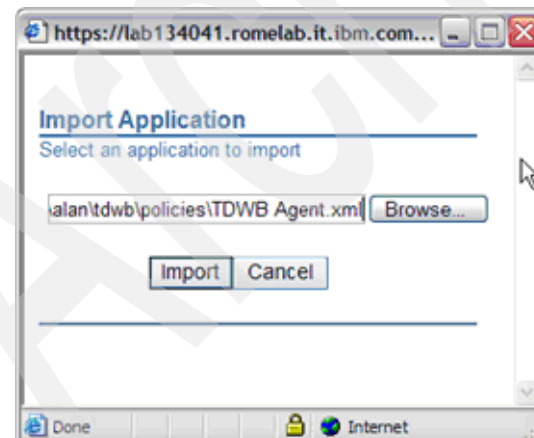 https://lab134041.romelab.it.ibm.com...
Import Application
Select an application to import
alan\tdwb\policies\TDWB Agent.xml Browse...
Import Cancel
Done Internet